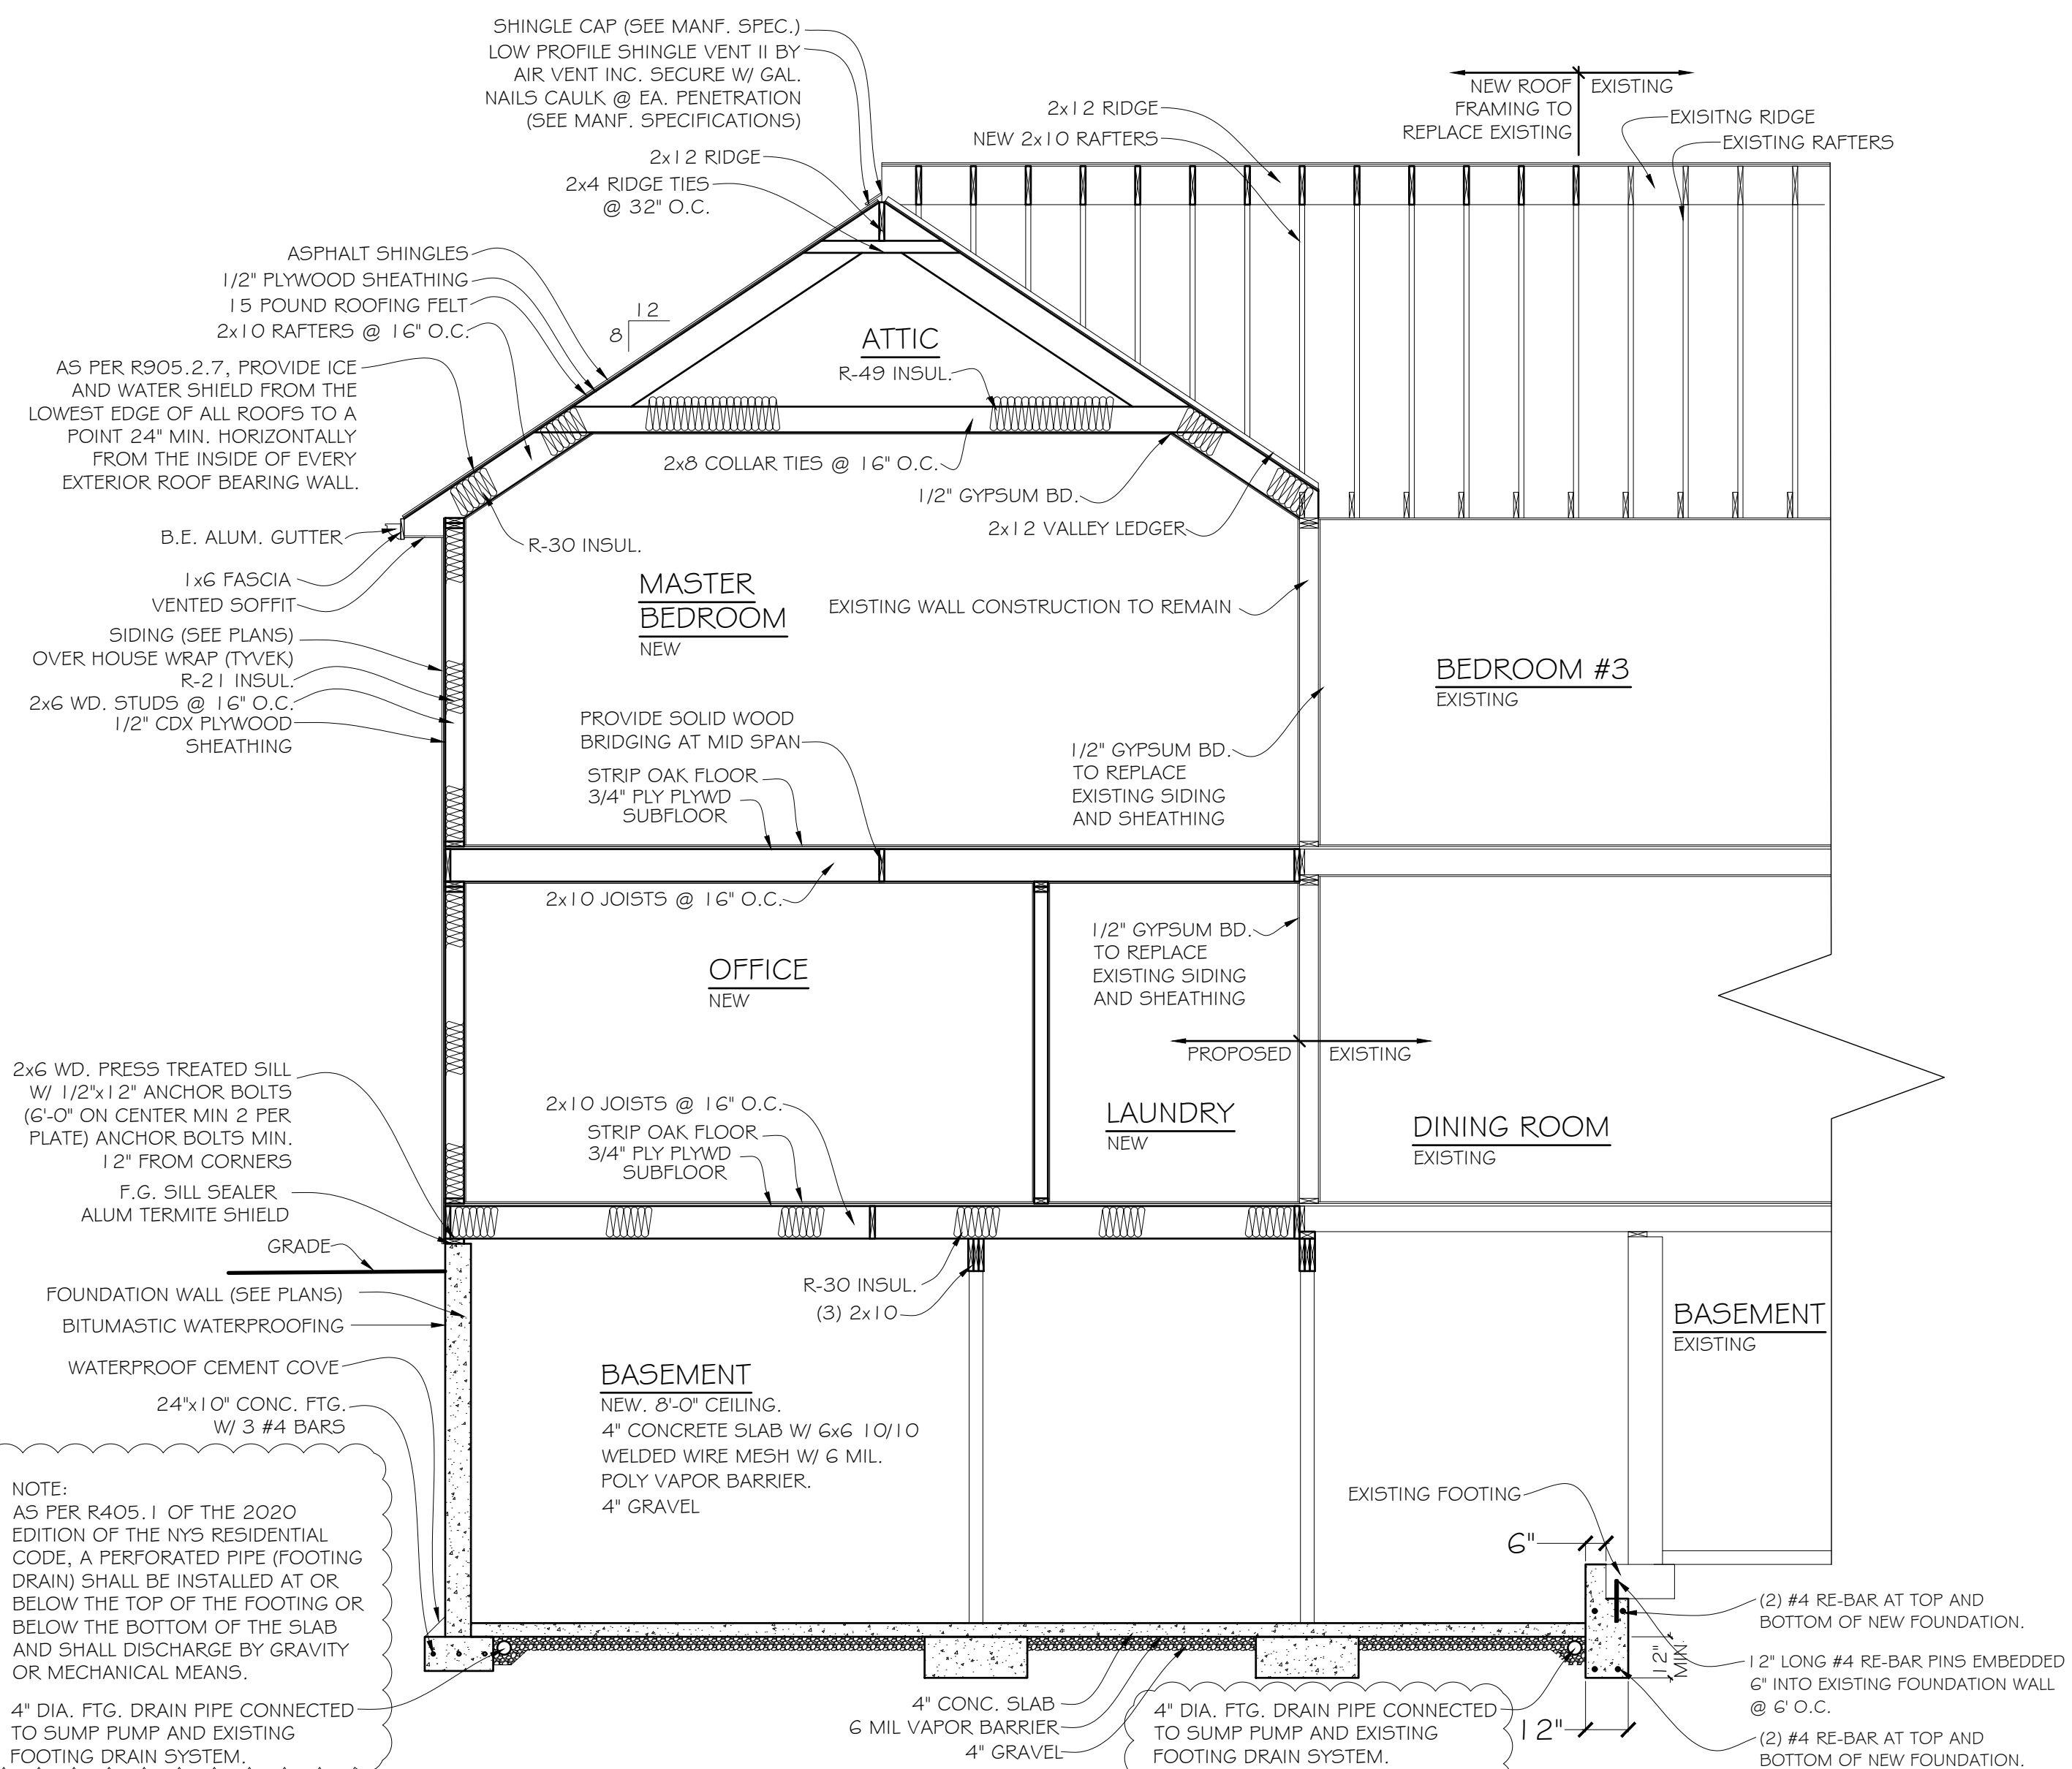 SHINGLE CAP (SEE MANF. SPEC.)
LOW PROFILE SHINGLE VENT II BY
AIR VENT INC. SECURE W/ GAL.
NAILS CAULK @ EA. PENETRATION
(SEE MANF. SPECIFICATIONS)
2x12 RIDGE
2x4 RIDGE TIES
@ 32" O.C.
2x12 RIDGE
NEW 2x10 RAFTERS
NEW ROOF
FRAMING TO
REPLACE EXISTING
EXISTING
EXISITNG RIDGE
EXISTING RAFTERS
ASPHALT SHINGLES
1/2" PLYWOOD SHEATHING
15 POUND ROOFING FELT
2x10 RAFTERS @ 16" O.C.
12
8
AS PER R905.2.7, PROVIDE ICE
AND WATER SHIELD FROM THE
LOWEST EDGE OF ALL ROOFS TO A
POINT 24" MIN. HORIZONTALLY
FROM THE INSIDE OF EVERY
EXTERIOR ROOF BEARING WALL.
ATTIC
R-49 INSUL.
2x8 COLLAR TIES @ 16" O.C.
1/2" GYPSUM BD.
2x12 VALLEY LEDGER
B.E. ALUM. GUTTER
R-30 INSUL.
1x6 FASCIA
VENTED SOFFIT
MASTER
BEDROOM
NEW
EXISTING WALL CONSTRUCTION TO REMAIN
SIDING (SEE PLANS)
OVER HOUSE WRAP (TYVEK)
R-21 INSUL.
2x6 WD. STUDS @ 16" O.C.
1/2" CDX PLYWOOD
SHEATHING
BEDROOM #3
EXISTING
PROVIDE SOLID WOOD
BRIDGING AT MID SPAN
STRIP OAK FLOOR
3/4" PLY PLYWD
SUBFLOOR
1/2" GYPSUM BD.
TO REPLACE
EXISTING SIDING
AND SHEATHING
2x10 JOISTS @ 16" O.C.
1/2" GYPSUM BD.
TO REPLACE
EXISTING SIDING
AND SHEATHING
OFFICE
NEW
PROPOSED
EXISTING
2x6 WD. PRESS TREATED SILL
W/ 1/2"x12" ANCHOR BOLTS
(6'-0" ON CENTER MIN 2 PER
PLATE) ANCHOR BOLTS MIN.
12" FROM CORNERS
F.G. SILL SEALER
ALUM TERMITE SHIELD
2x10 JOISTS @ 16" O.C.
STRIP OAK FLOOR
3/4" PLY PLYWD
SUBFLOOR
LAUNDRY
NEW
DINING ROOM
EXISTING
GRADE
FOUNDATION WALL (SEE PLANS)
BITUMASTIC WATERPROOFING
R-30 INSUL.
(3) 2x10
BASEMENT
EXISTING
WATERPROOF CEMENT COVE
24"x10" CONC. FTG.
W/ 3 #4 BARS
BASEMENT
NEW. 8'-0" CEILING.
4" CONCRETE SLAB W/ 6x6 10/10
WELDED WIRE MESH W/ 6 MIL.
POLY VAPOR BARRIER.
4" GRAVEL
NOTE:
AS PER R405.1 OF THE 2020
EDITION OF THE NYS RESIDENTIAL
CODE, A PERFORATED PIPE (FOOTING
DRAIN) SHALL BE INSTALLED AT OR
BELOW THE TOP OF THE FOOTING OR
BELOW THE BOTTOM OF THE SLAB
AND SHALL DISCHARGE BY GRAVITY
OR MECHANICAL MEANS.
4" DIA. FTG. DRAIN PIPE CONNECTED
TO SUMP PUMP AND EXISTING
FOOTING DRAIN SYSTEM.
EXISTING FOOTING
6"
(2) #4 RE-BAR AT TOP AND
BOTTOM OF NEW FOUNDATION.
12"
MIN
12" LONG #4 RE-BAR PINS EMBEDDED
6" INTO EXISTING FOUNDATION WALL
@ 6' O.C.
4" CONC. SLAB
6 MIL VAPOR BARRIER
4" GRAVEL
4" DIA. FTG. DRAIN PIPE CONNECTED
TO SUMP PUMP AND EXISTING
FOOTING DRAIN SYSTEM.
12"
(2) #4 RE-BAR AT TOP AND
BOTTOM OF NEW FOUNDATION.